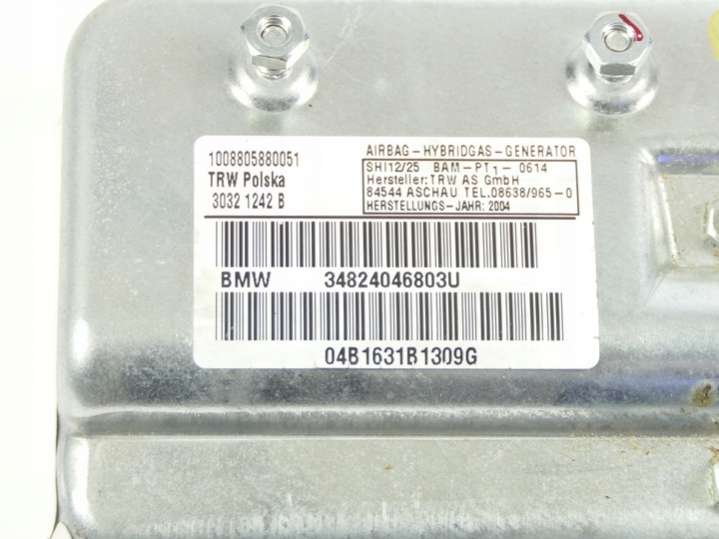 1008805880051
TRW Polska
3032 1242 B
AIRBAG-HYBRIDGAS-GENERATOR
SHI12/25 BAM-PT1-0614
Hersteller:TRW AS GmbH
84544 ASCHAU TEL.08638/965-0
HERSTELLUNGS-JAHR: 2004
BMW 34824046803U
04B1631B1309G